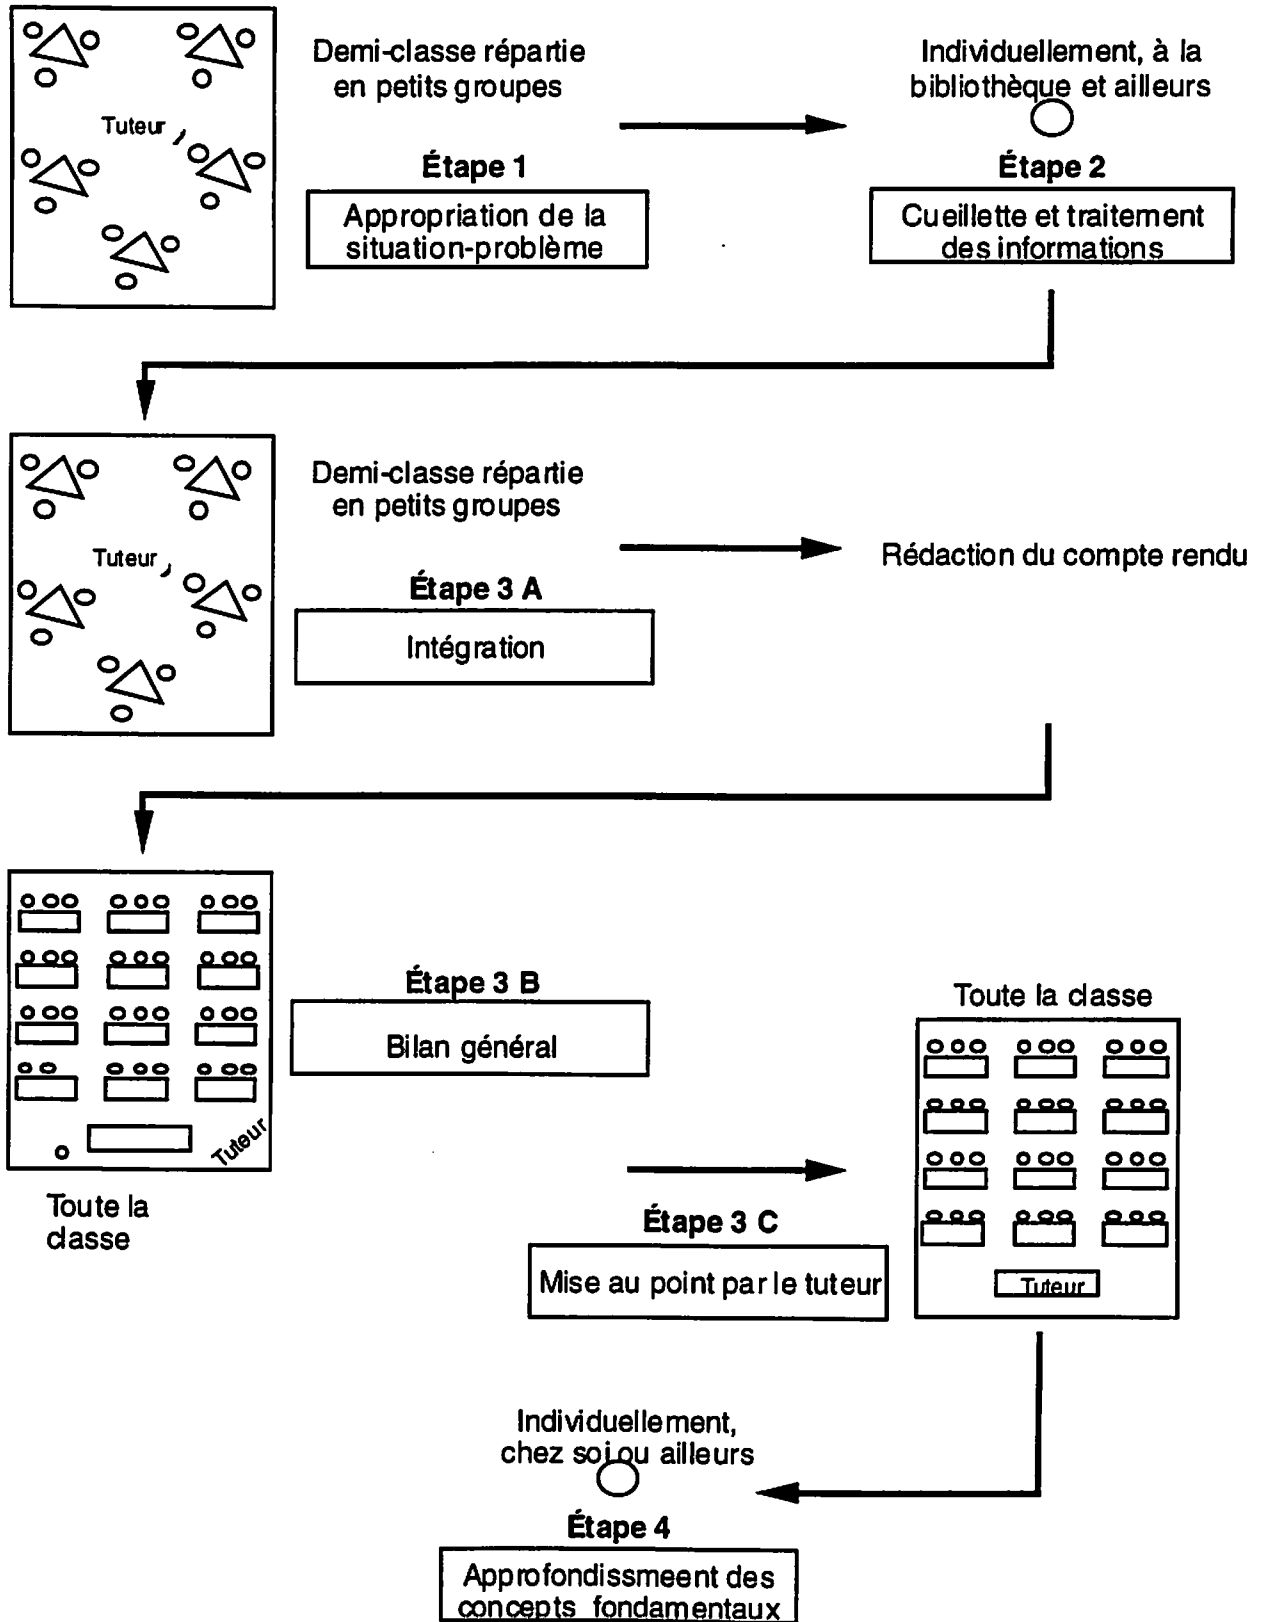 Demi-classe répartie
en petits groupes
Individuellement, à la
bibliothèque et ailleurs
Tuteur
Étape 1
Étape 2
Appropriation de la
situation-problème
Cueillette et traitement
des informations
Demi-classe répartie
en petits groupes
Tuteur
Rédaction du compte rendu
Étape 3 A
Intégration
Étape 3 B
Bilan général
Toute la classe
Tuteur
Toute la
classe
Étape 3 C
Mise au point par le tuteur
Tuteur
Individuellement,
chez soi ou ailleurs
Étape 4
Approfondissmeent des
concepts fondamentaux